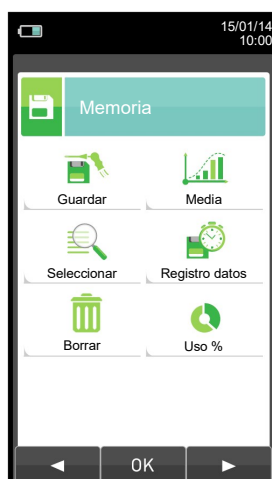 15/01/14
10:00
Memoria
Guardar
Media
Seleccionar
Registro datos
Borrar
Uso %
OK